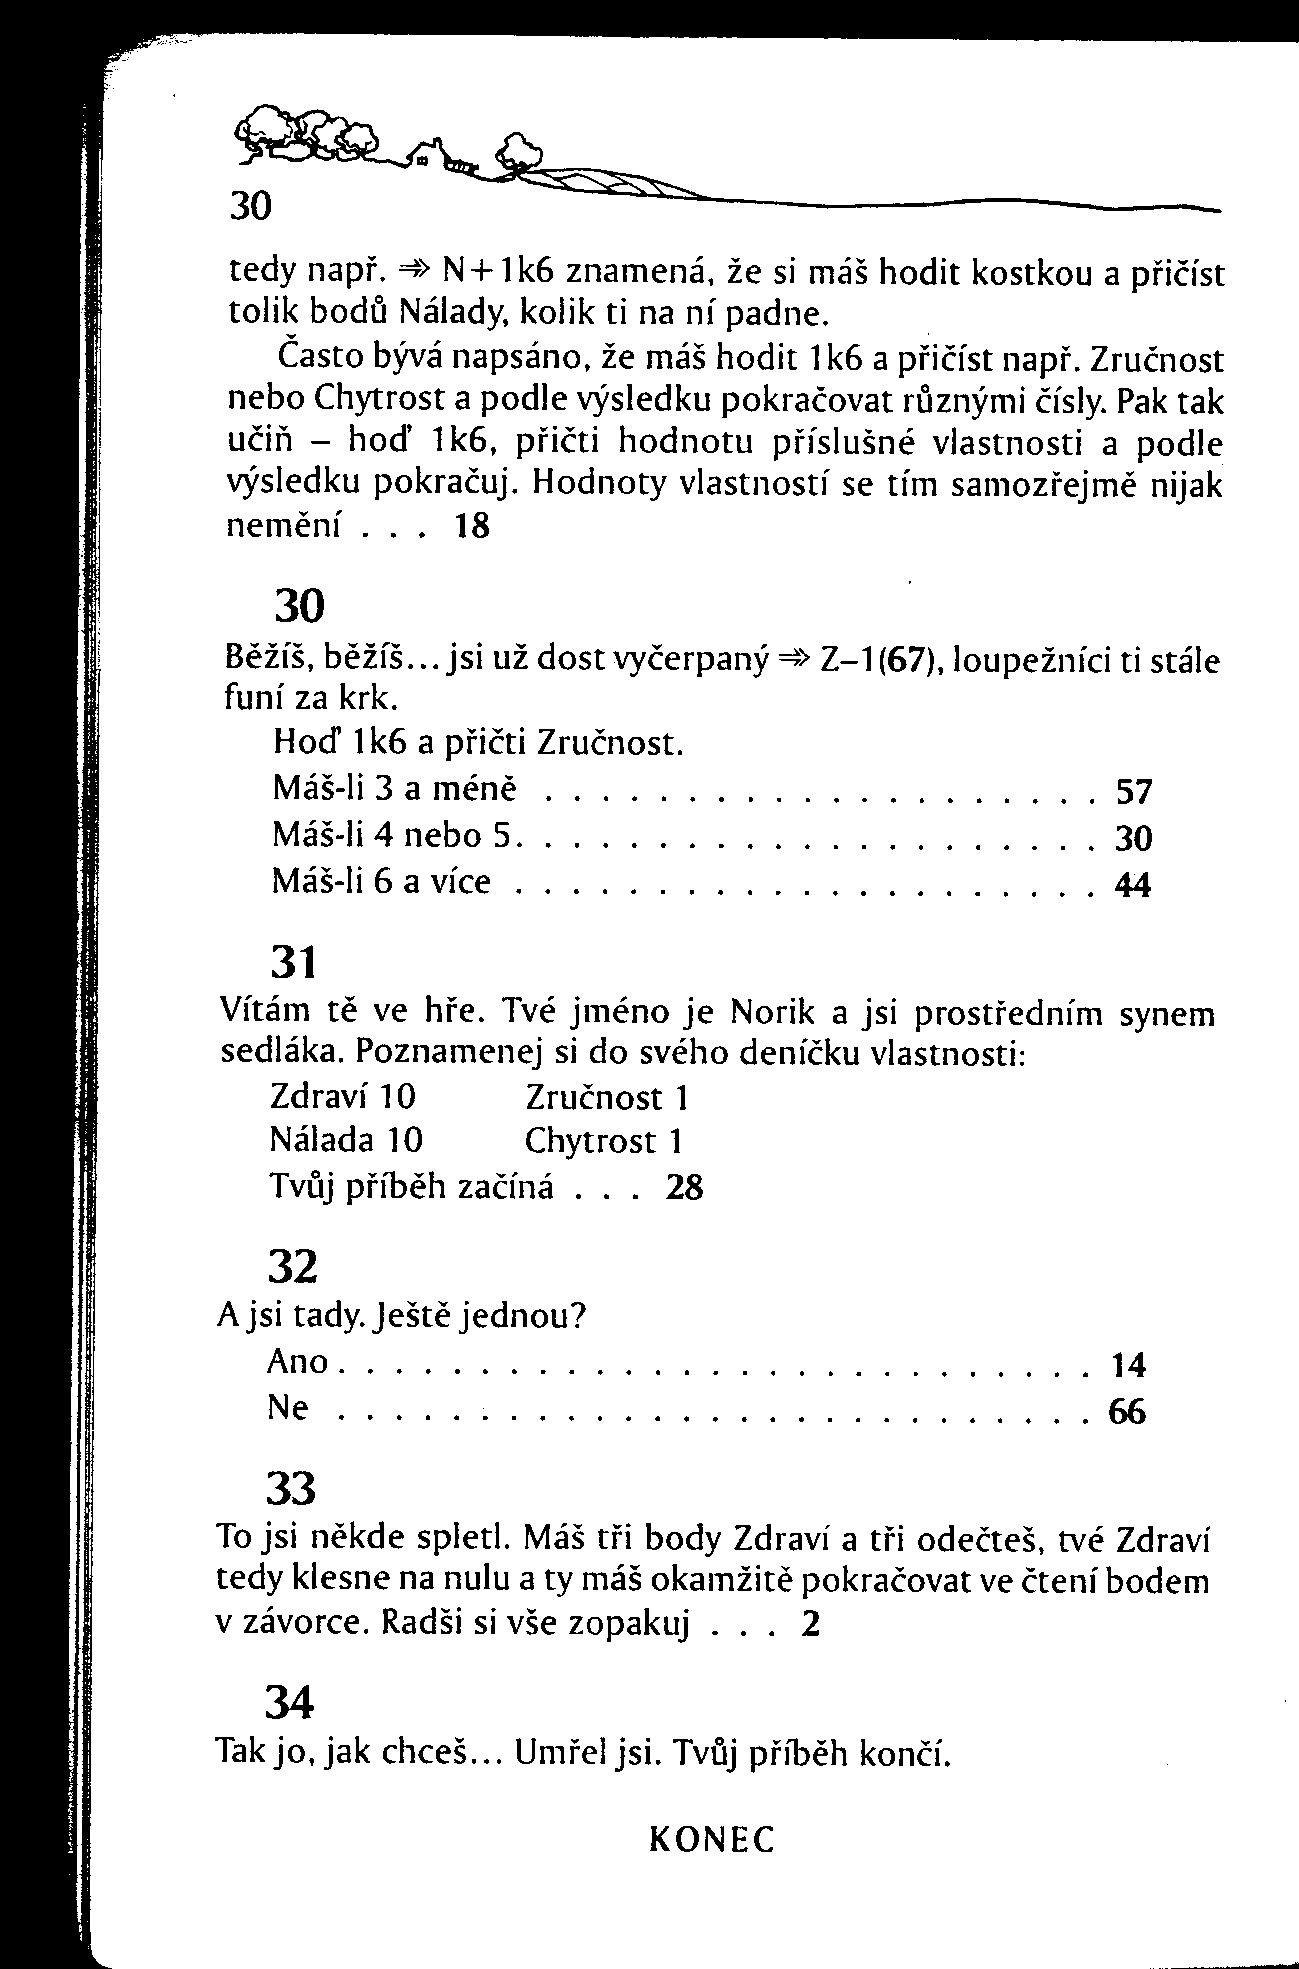 30
tedy např. ⇒ N+1k6 znamená, že si máš hodit kostkou a přičíst
tolik bodů Nálady, kolik ti na ní padne.
Často bývá napsáno, že máš hodit 1k6 a přičíst např. Zručnost
nebo Chytrost a podle výsledku pokračovat různými čísly. Pak tak
učiň – hoď 1k6, přičti hodnotu příslušné vlastnosti a podle
výsledku pokračuj. Hodnoty vlastností se tím samozřejmě nijak
nemění . . . 18
30
Běžíš, běžíš... jsi už dost vyčerpaný ⇒ Z–1(67), loupežníci ti stále
funí za krk.
Hoď 1k6 a přičti Zručnost.
Máš-li 3 a méně . . . . . . . . . . . . . . . . . . . . 57
Máš-li 4 nebo 5. . . . . . . . . . . . . . . . . . . . . 30
Máš-li 6 a více . . . . . . . . . . . . . . . . . . . . . 44
31
Vítám tě ve hře. Tvé jméno je Norik a jsi prostředním synem
sedláka. Poznamenej si do svého deníčku vlastnosti:
Zdraví 10 Zručnost 1
Nálada 10 Chytrost 1
Tvůj příběh začíná . . . 28
32
A jsi tady. Ještě jednou?
Ano. . . . . . . . . . . . . . . . . . . . . . . . . . . 14
Ne . . . . . . . . . . . . . . . . . . . . . . . . . . . 66
33
To jsi někde spletl. Máš tři body Zdraví a tři odečteš, tvé Zdraví
tedy klesne na nulu a ty máš okamžitě pokračovat ve čtení bodem
v závorce. Radši si vše zopakuj . . . 2
34
Tak jo, jak chceš... Umřel jsi. Tvůj příběh končí.
KONEC